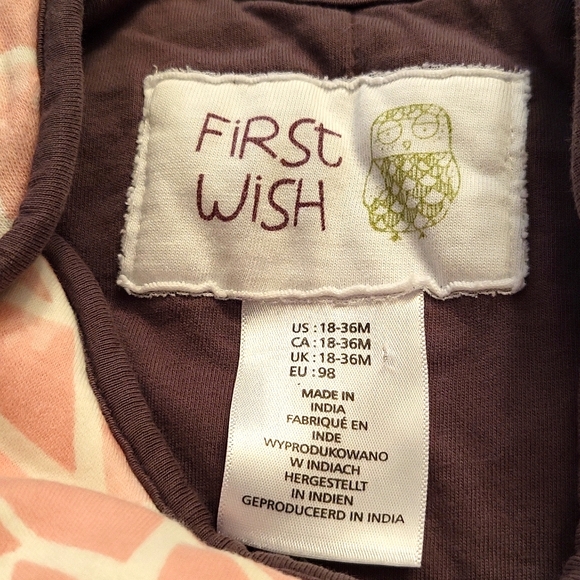 FiRSt
WiSH
US : 18-36M
CA : 18-36M
UK : 18-36M
EU : 98
MADE IN
INDIA
FABRIQUÉ EN
INDE
WYPRODUKOWANO
W INDIACH
HERGESTELLT
IN INDIEN
GEPRODUCEERD IN INDIA